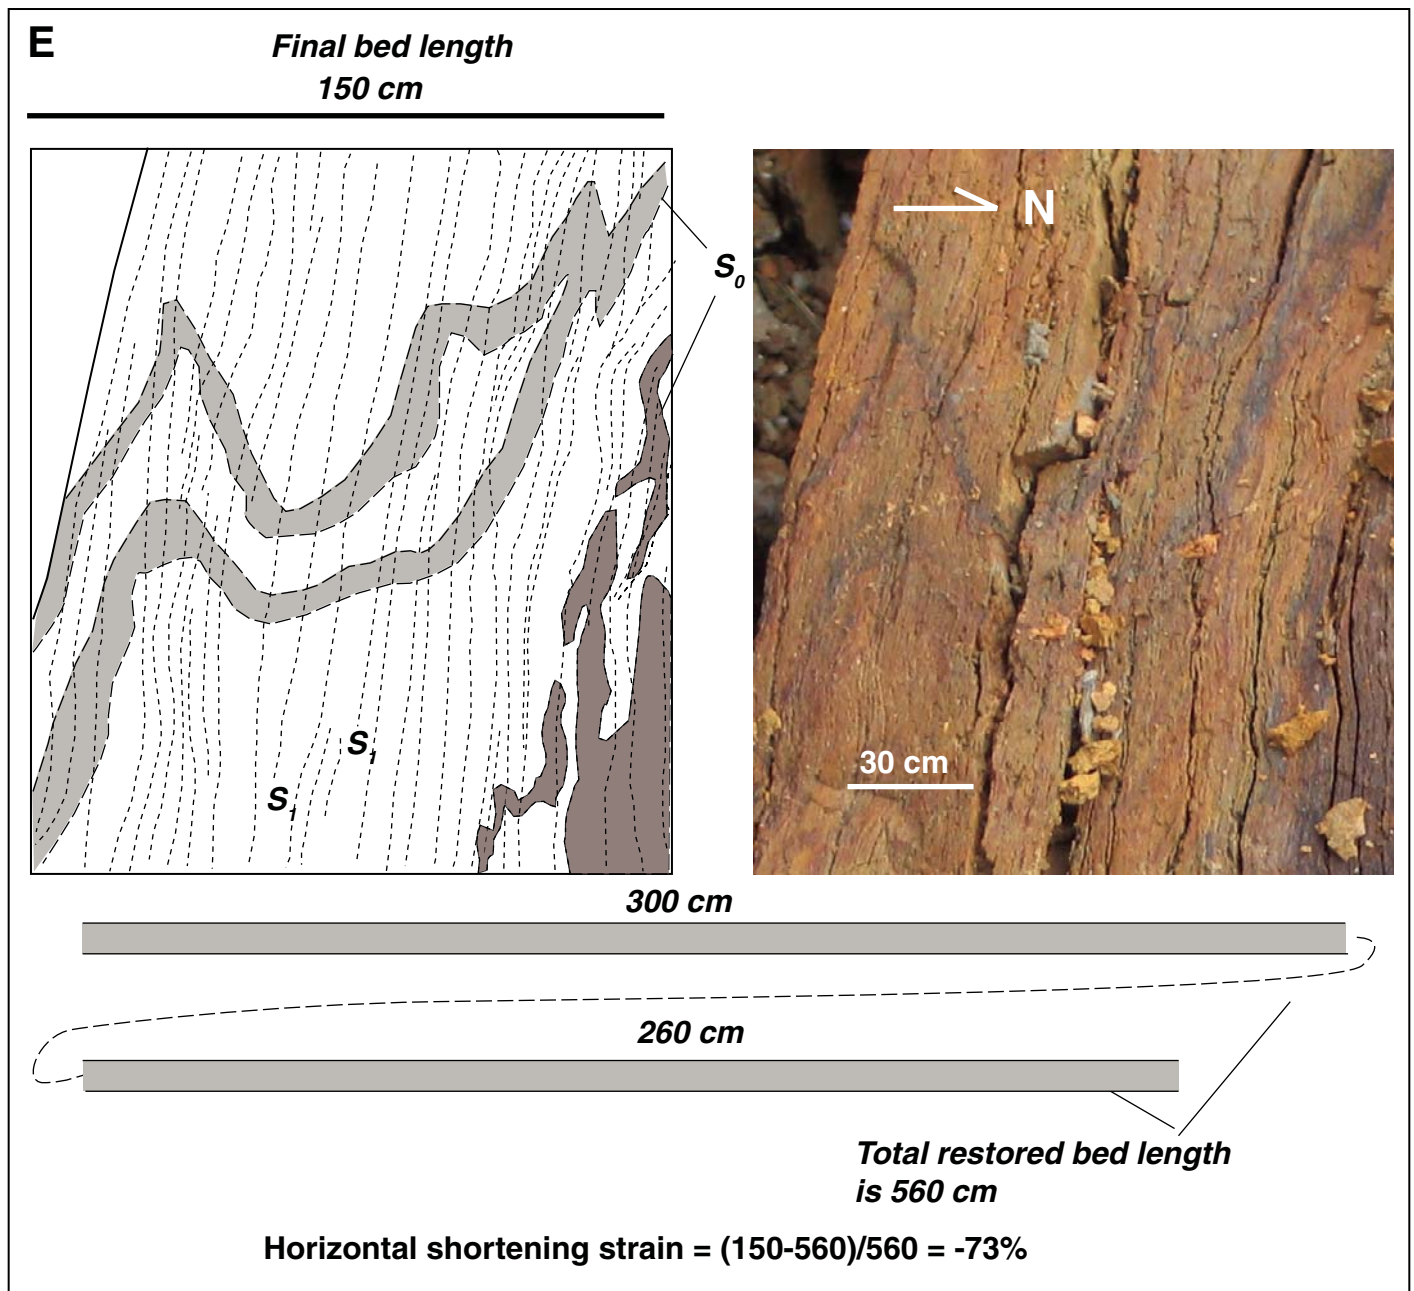 E
Final bed length
150 cm
N
S0
30 cm
S1
S1
300 cm
260 cm
Total restored bed length
is 560 cm
Horizontal shortening strain = (150-560)/560 = -73%